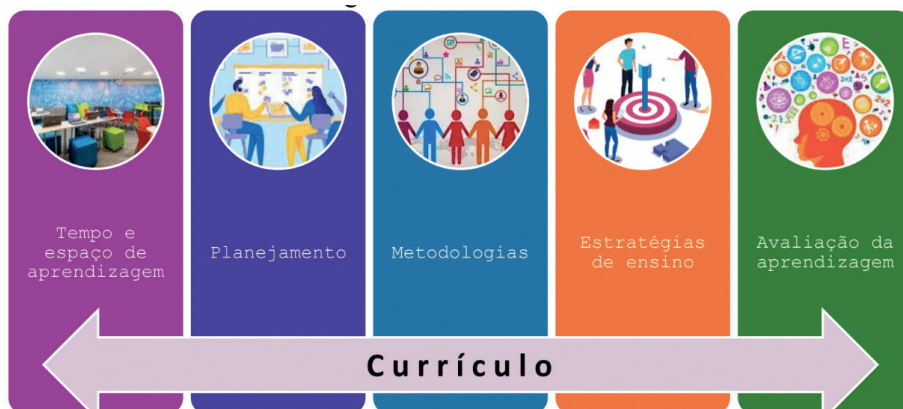 Tempo e
espaço de
aprendizagem
Planejamento
Metodologias
Estratégias
de ensino
Avaliação da
aprendizagem
Currículo